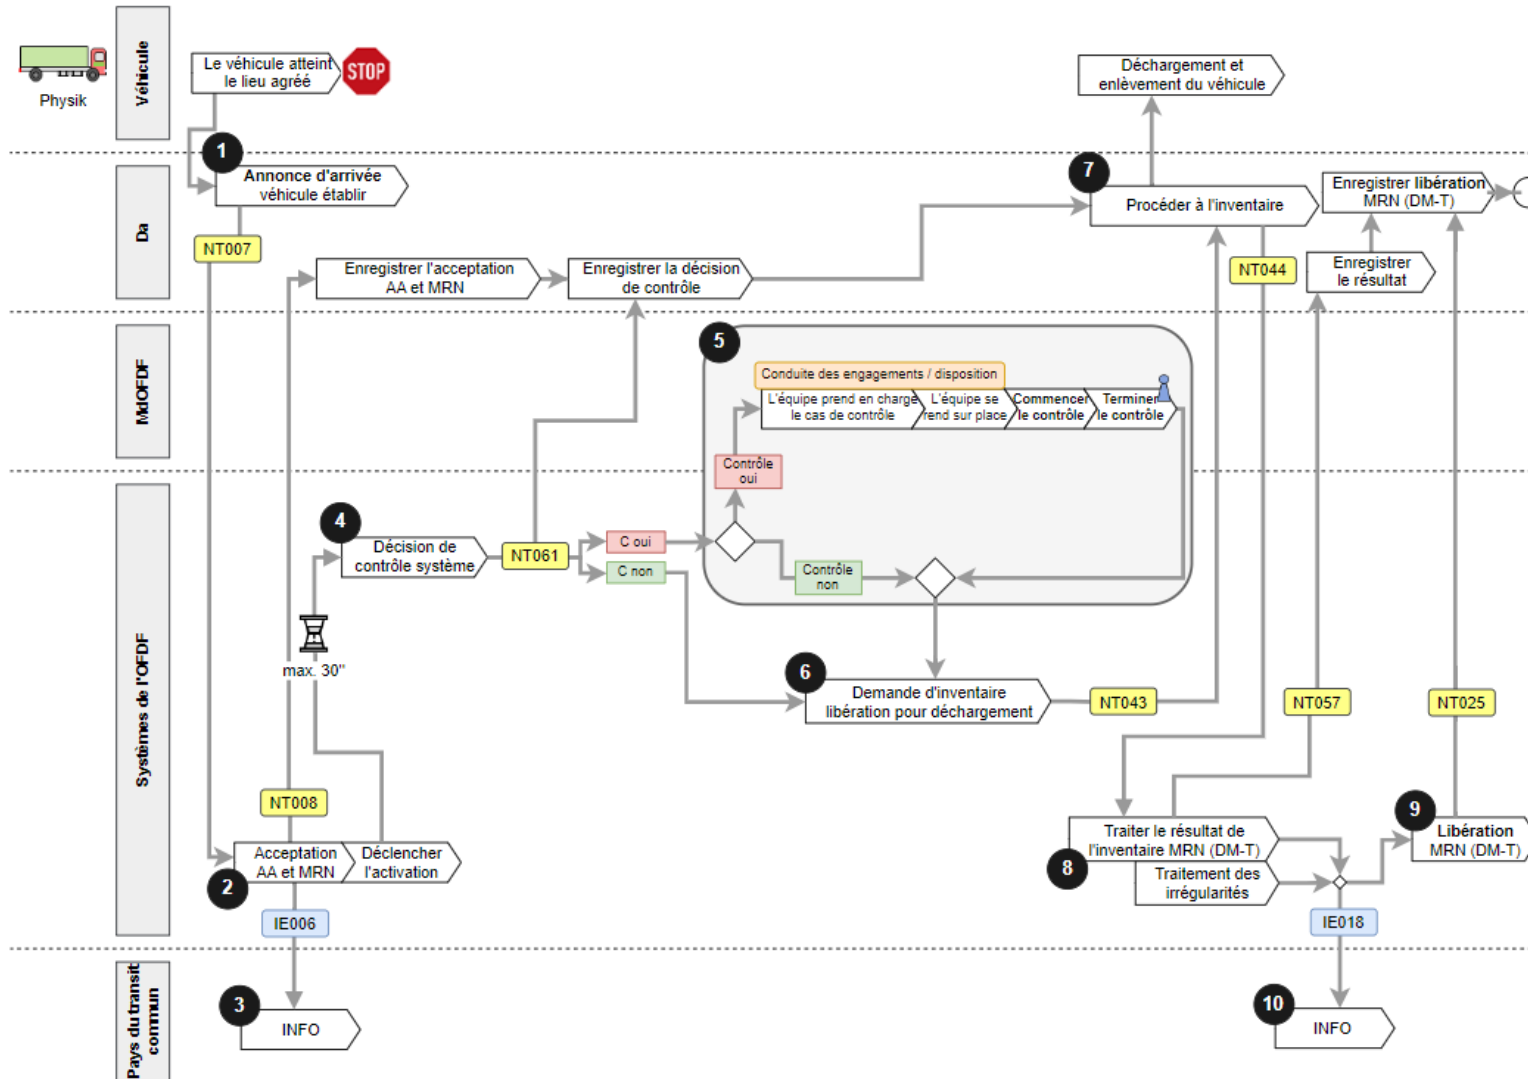 Physik
Véhicule
Le véhicule atteint
le lieu agréé
STOP
Déchargement et
enlèvement du véhicule
Da
1
Annonce d'arrivée
véhicule établir
NT007
Enregistrer l'acceptation
AA et MRN
Enregistrer la décision
de contrôle
7
Procéder à l'inventaire
NT044
Enregistrer libération
MRN (DM-T)
Enregistrer
le résultat
MdOFDF
5
Conduite des engagements / disposition
L'équipe prend en charge
le cas de contrôle
L'équipe se
rend sur place
Commencer
le contrôle
Terminer
le contrôle
Contrôle
oui
Systèmes de l'OFDF
4
Décision de
contrôle système
NT061
C oui
C non
Contrôle
non
max. 30"
6
Demande d'inventaire
libération pour déchargement
NT043
NT057
NT025
NT008
2
Acceptation
AA et MRN
Déclencher
l'activation
IE006
8
Traiter le résultat de
l'inventaire MRN (DM-T)
Traitement des
irrégularités
9
Libération
MRN (DM-T)
IE018
Pays du transit
commun
3
INFO
10
INFO